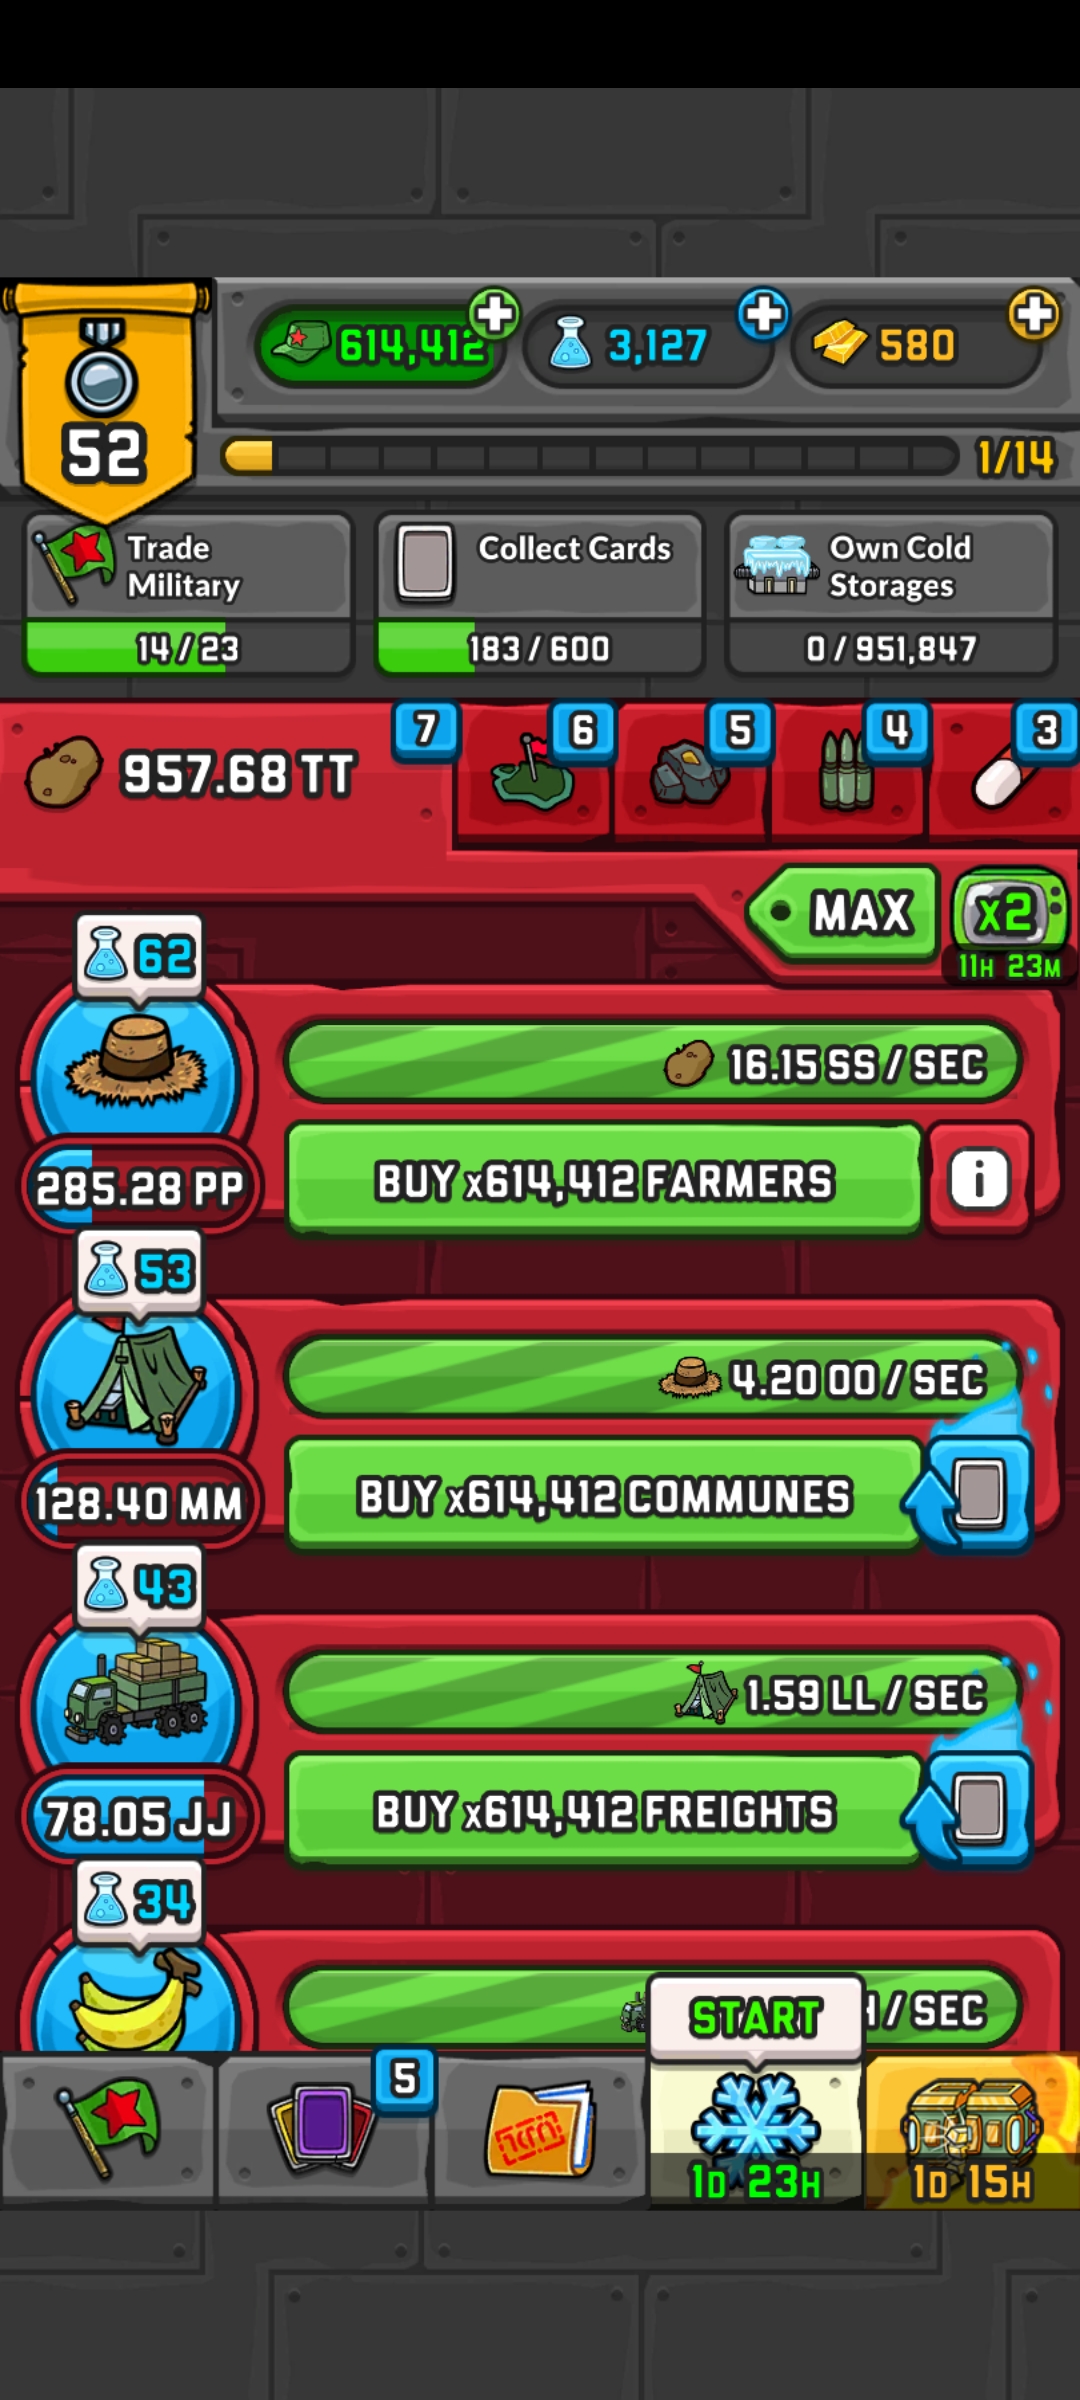 614,412
3,127
580
52
1/14
Trade
Military
14/23
Collect Cards
183/600
Own Cold
Storages
0/951,847
957.68 TT
7
6
5
4
3
MAX
x2
11H 23M
62
16.15 SS / SEC
285.28 PP
BUY x614,412 FARMERS
i
53
4.20 OO / SEC
128.40 MM
BUY x614,412 COMMUNES
43
1.59 LL / SEC
78.05 JJ
BUY x614,412 FREIGHTS
34
/ SEC
START
5
1D 23H
1D 15H